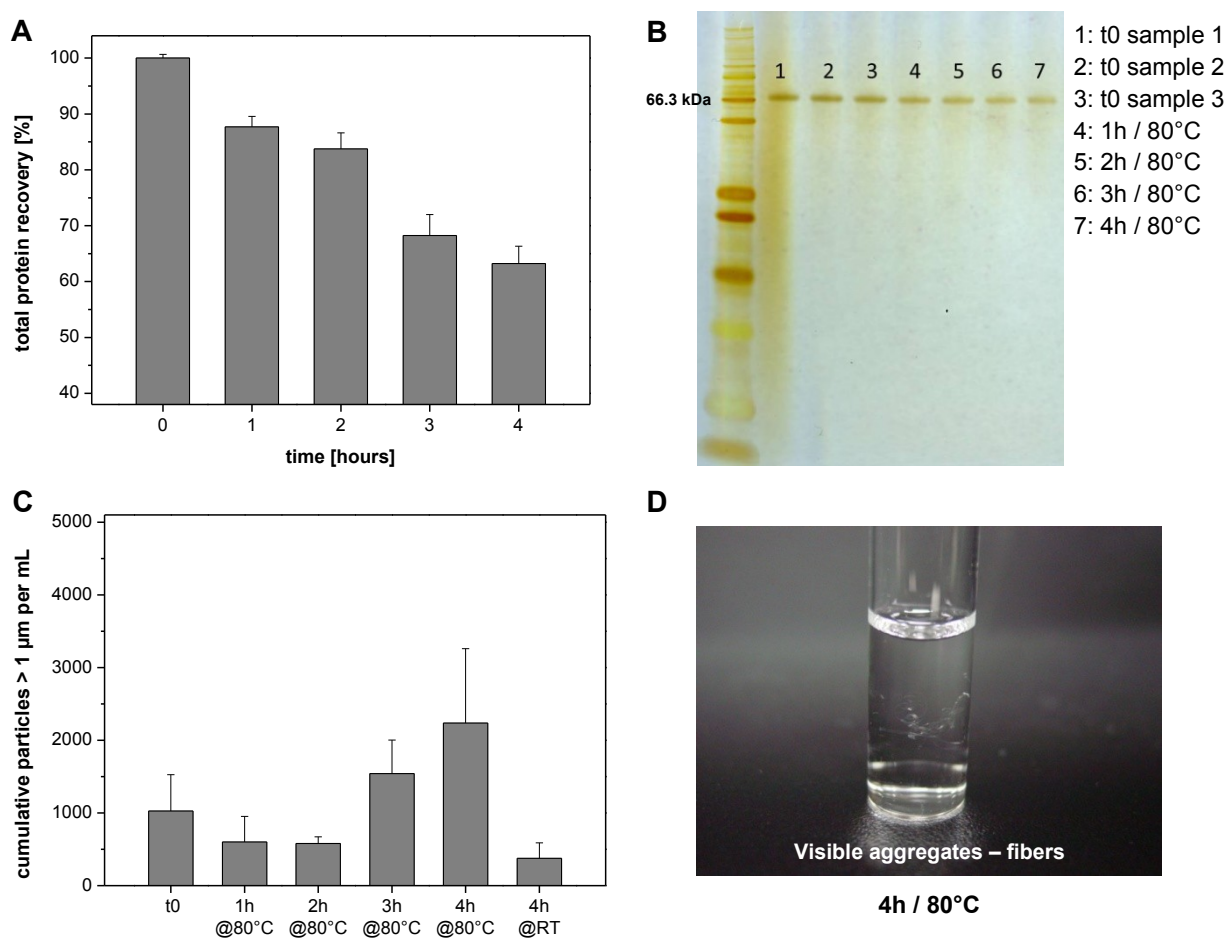 A
total protein recovery [%]
100
90
80
70
60
50
40
0 1 2 3 4
time [hours]
B
66.3 kDa
1 2 3 4 5 6 7
1: t0 sample 1
2: t0 sample 2
3: t0 sample 3
4: 1h / 80°C
5: 2h / 80°C
6: 3h / 80°C
7: 4h / 80°C
C
cumulative particles > 1 µm per mL
5000
4000
3000
2000
1000
0
t0 1h 2h 3h 4h 4h
@80°C @80°C @80°C @80°C @RT
D
Visible aggregates – fibers
4h / 80°C